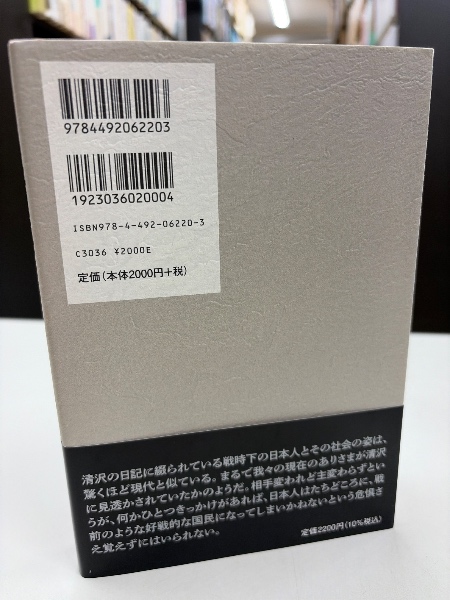 9784492062203
1923036020004
ISBN978-4-492-06220-3
C3036 ¥2000E
定価(本体2000円+税)
清沢の日記に綴られている戦時下の日本人とその社会の姿は、
驚くほど現代と似ている。まるで我々の現在のありさまが清沢
に見透かされていたかのようだ。相手変われど主変わらずとい
うが、何かひとつきっかけがあれば、日本人はたちどころに、戦
前のような好戦的な国民になってしまいかねないという危惧さ
え覚えずにはいられない。
定価2200円(10%税込)